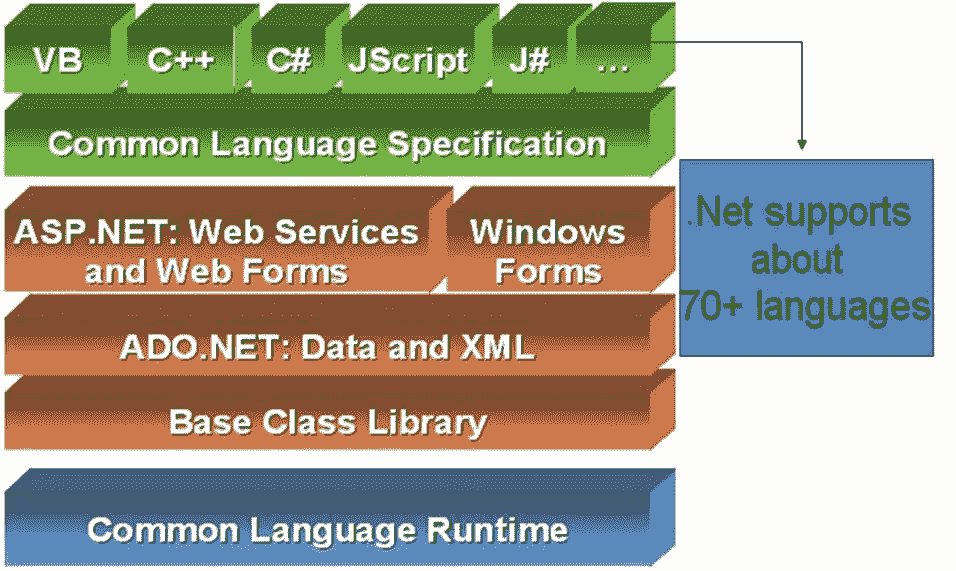 VB
C++
C#
JScript
J#
...
Common Language Specification
ASP.NET: Web Services
and Web Forms
Windows
Forms
ADO.NET: Data and XML
Base Class Library
Common Language Runtime
.Net supports
about
70+ languages